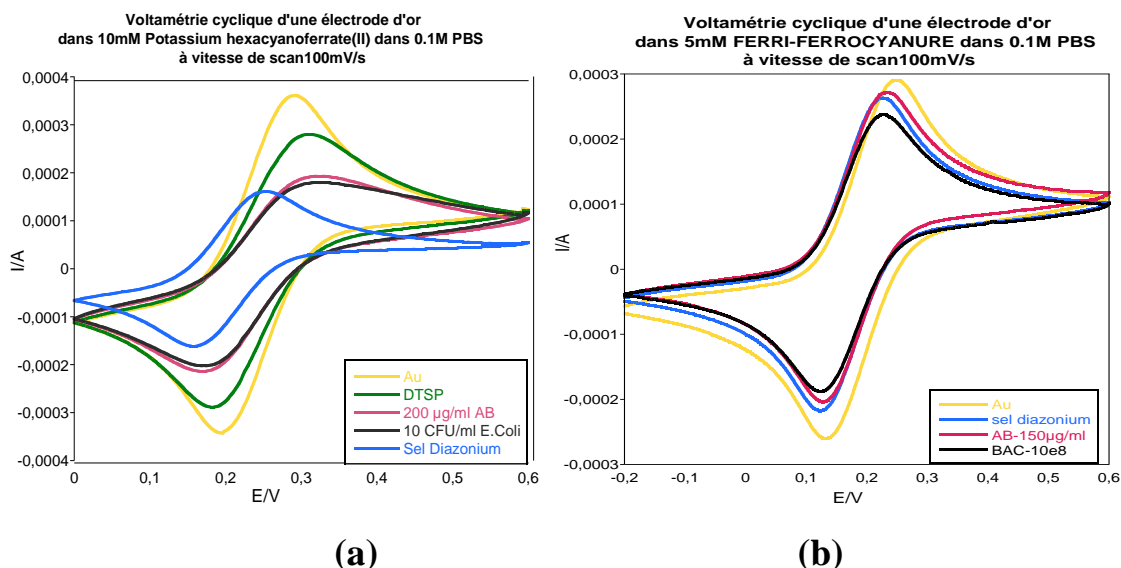 Voltamétrie cyclique d'une électrode d'or
dans 10mM Potassium hexacyanoferrate(II) dans 0.1M PBS
à vitesse de scan100mV/s
I/A
0,0004
0,0003
0,0002
0,0001
0
-0,0001
-0,0002
-0,0003
-0,0004
Au
DTSP
200 µg/ml AB
10 CFU/ml E.Coli
Sel Diazonium
0 0,1 0,2 0,3 0,4 0,5 0,6
E/V
(a)
Voltamétrie cyclique d'une électrode d'or
dans 5mM FERRI-FERROCYANURE dans 0.1M PBS
à vitesse de scan100mV/s
I/A
0,0003
0,0002
0,0001
0
-0,0001
-0,0002
-0,0003
Au
sel diazonium
AB-150µg/ml
BAC-10e8
-0,2 -0,1 0 0,1 0,2 0,3 0,4 0,5 0,6
E/V
(b)